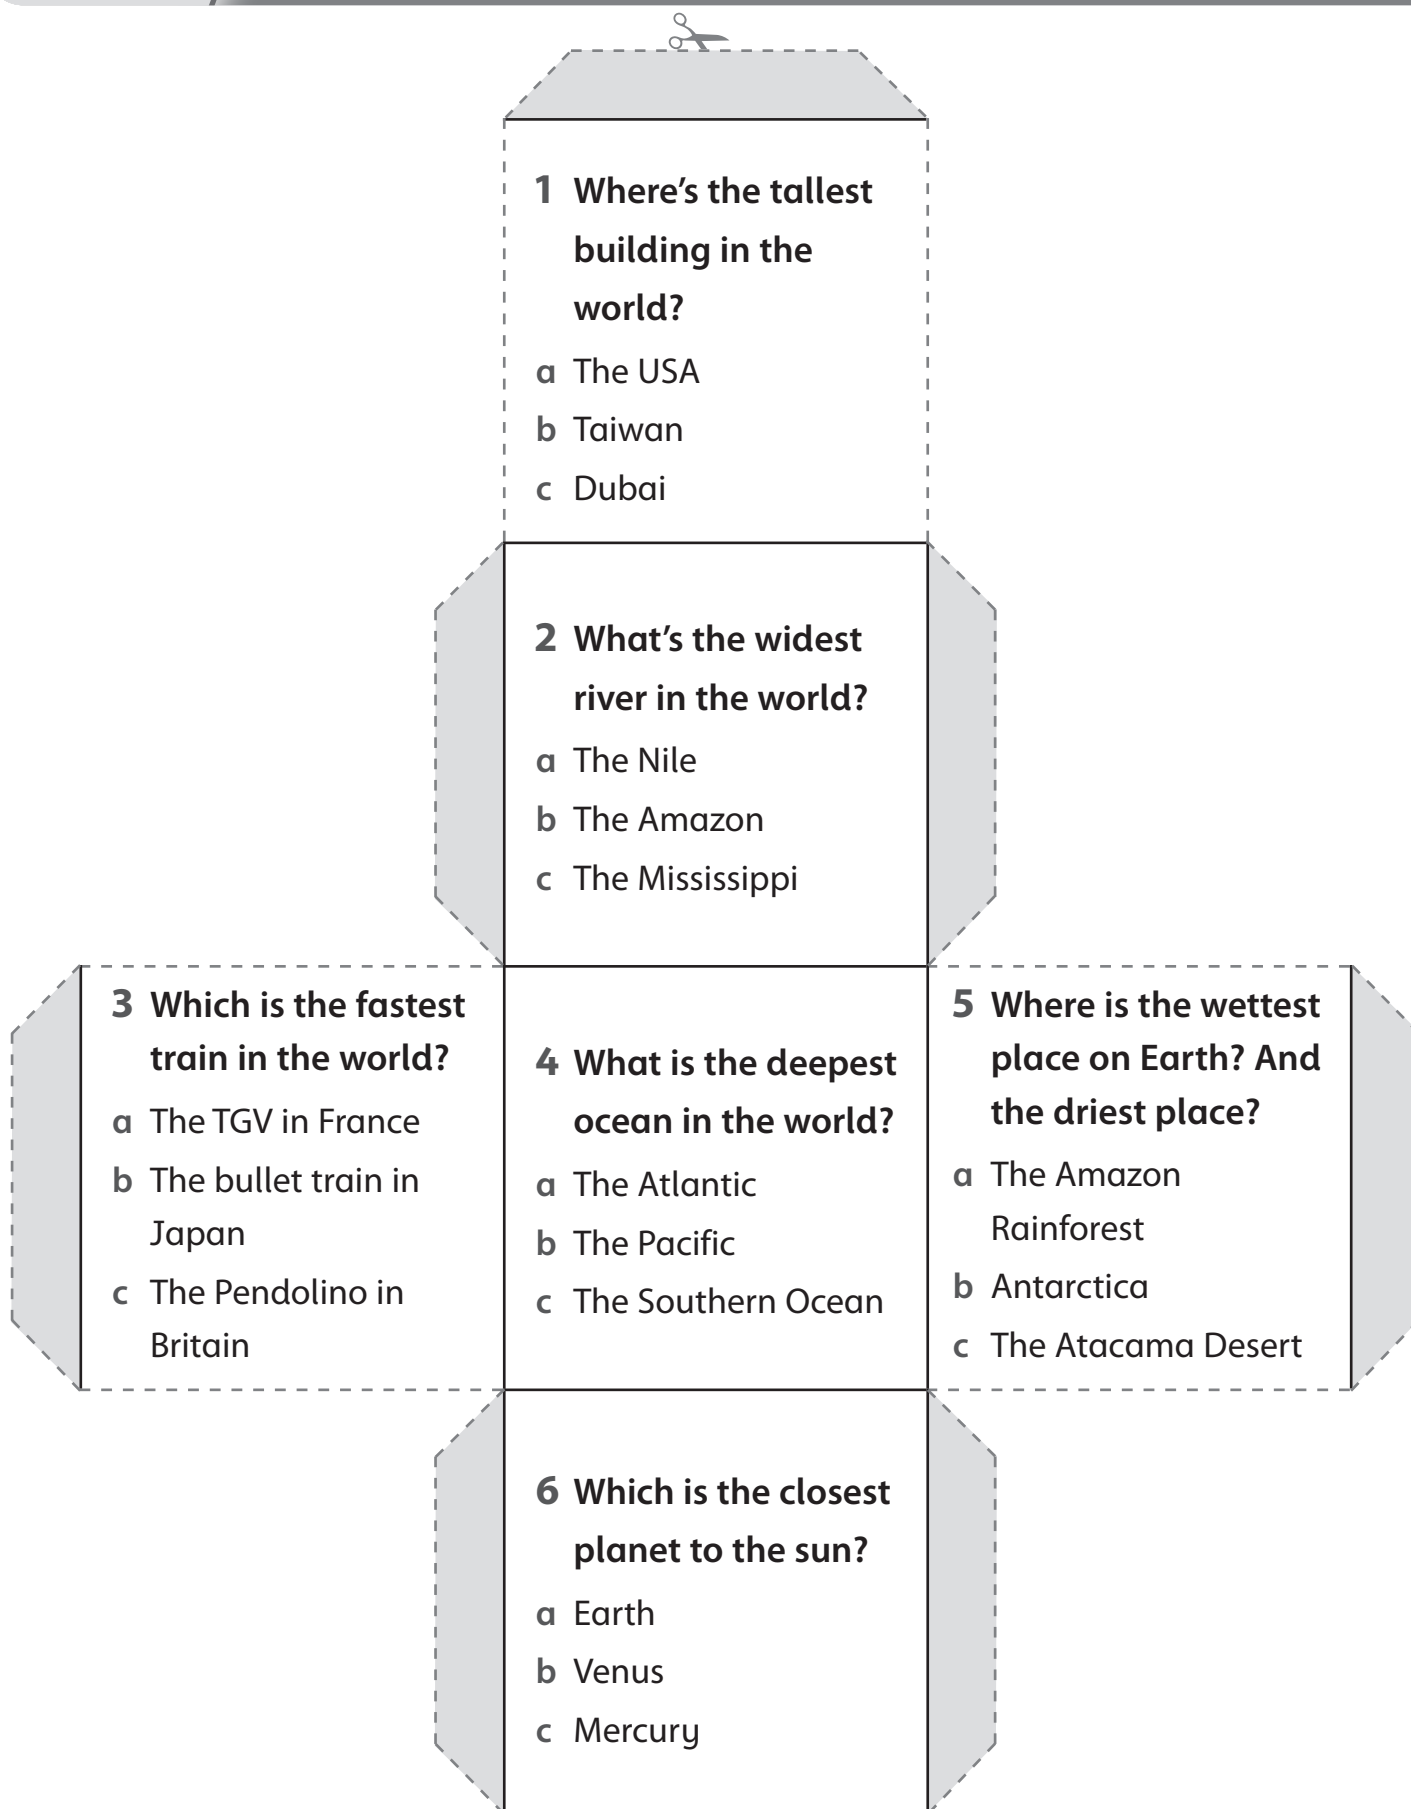 1 Where’s the tallest
building in the
world?
a The USA
b Taiwan
c Dubai
2 What’s the widest
river in the world?
a The Nile
b The Amazon
c The Mississippi
3 Which is the fastest
train in the world?
a The TGV in France
b The bullet train in
Japan
c The Pendolino in
Britain
4 What is the deepest
ocean in the world?
a The Atlantic
b The Pacific
c The Southern Ocean
5 Where is the wettest
place on Earth? And
the driest place?
a The Amazon
Rainforest
b Antarctica
c The Atacama Desert
6 Which is the closest
planet to the sun?
a Earth
b Venus
c Mercury